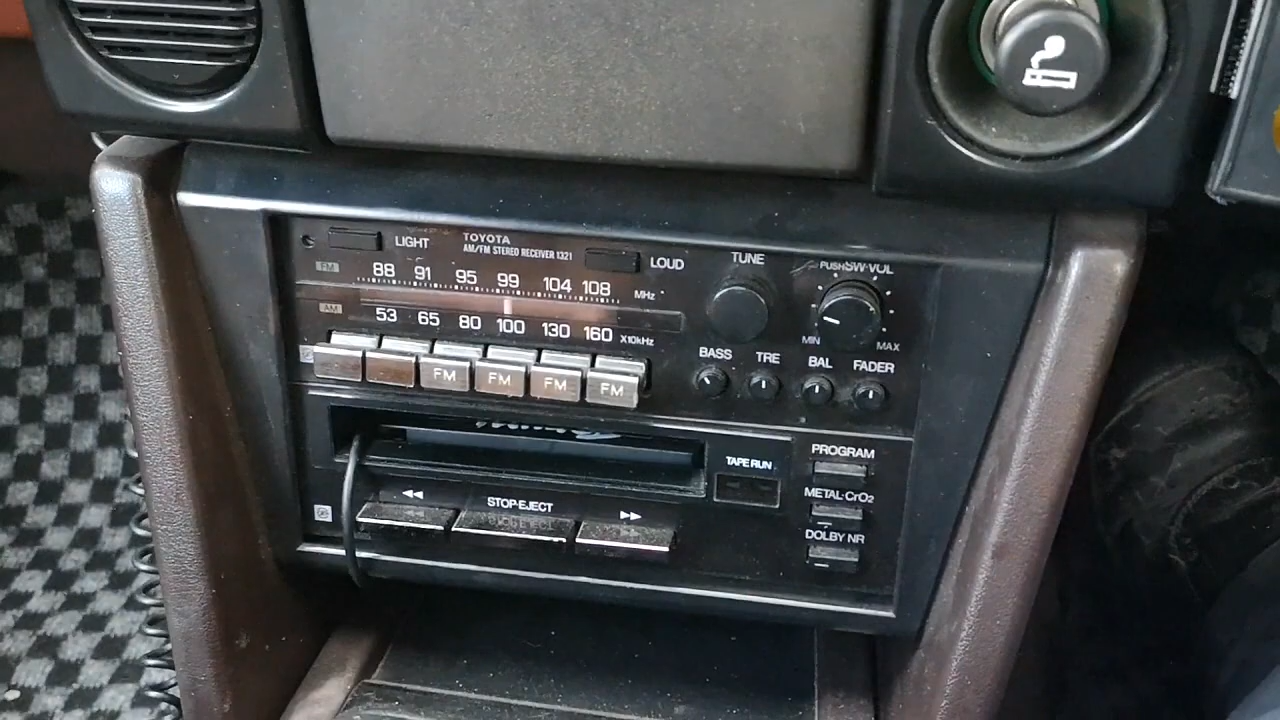 LIGHT
TOYOTA
AM/FM STEREO RECEIVER 1321
LOUD
TUNE
PUSH SW·VOL
FM
88 91 95 99 104 108 MHz
AM
53 65 80 100 130 160 X10kHz
MIN
MAX
BASS TRE BAL FADER
FM FM FM FM
TAPE RUN
PROGRAM
METAL·CrO2
DOLBY NR
◀◀
STOP·EJECT
▶▶